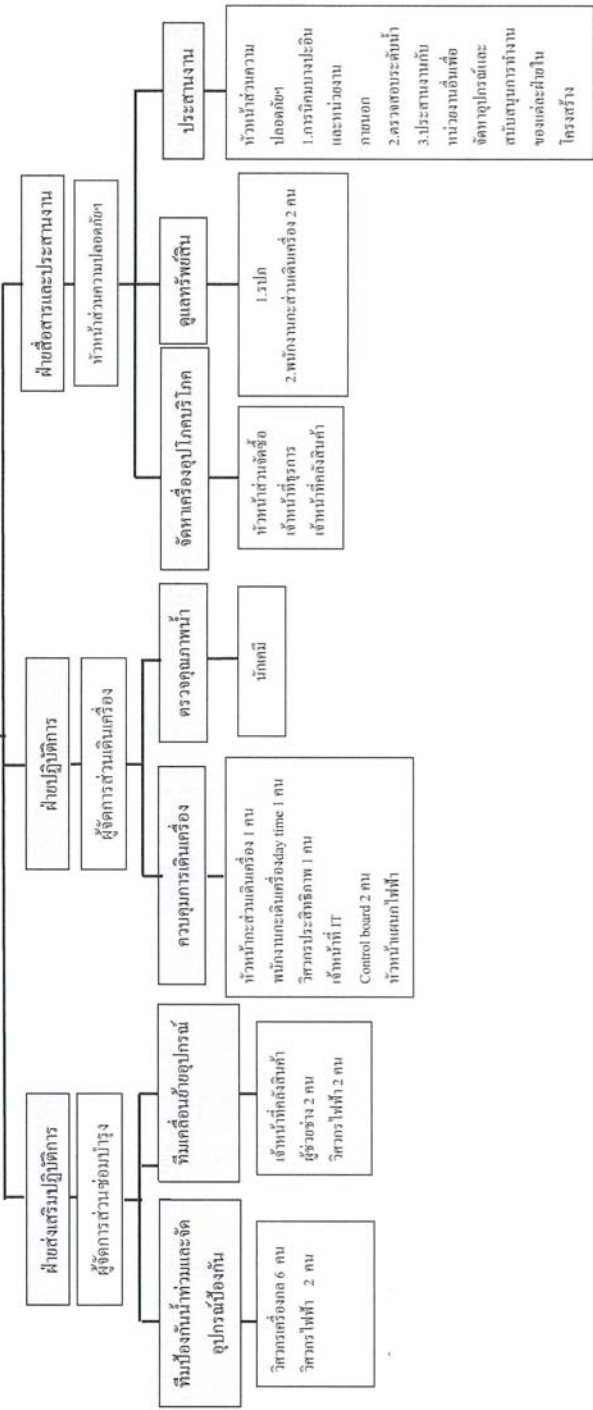 ฝ่ายส่งเสริมปฏิบัติการ
ผู้จัดการส่วนซ่อมบำรุง
ทีมป้องกันน้ำท่วมและจัด
อุปกรณ์ป้องกัน
วิศวกรเครื่องกล 6 คน
วิศวกรไฟฟ้า 2 คน
ทีมเคลื่อนย้ายอุปกรณ์
เจ้าหน้าที่คลังสินค้า
ผู้ช่วยช่าง 2 คน
วิศวกรไฟฟ้า 2 คน
ฝ่ายปฏิบัติการ
ผู้จัดการส่วนเดินเครื่อง
ควบคุมการเดินเครื่อง
หัวหน้ากะส่วนเดินเครื่อง 1 คน
พนักงานกะเดินเครื่องday time 1 คน
วิศวกรประสิทธิภาพ 1 คน
เจ้าหน้าที่ IT
Control board 2 คน
หัวหน้าแผนกไฟฟ้า
ตรวจคุณภาพน้ำ
นักเคมี
ฝ่ายสื่อสารและประสานงาน
หัวหน้าส่วนความปลอดภัยฯ
จัดหาเครื่องอุปโภคบริโภค
หัวหน้าส่วนจัดซื้อ
เจ้าหน้าที่ธุรการ
เจ้าหน้าที่คลังสินค้า
ดูแลทรัพย์สิน
1.รปภ
2.พนักงานกะส่วนเดินเครื่อง 2 คน
ประสานงาน
หัวหน้าส่วนความ
ปลอดภัยฯ
1.การนิคมบางปะอิน
และหน่วยงาน
ภายนอก
2.ตรวจสอบระดับน้ำ
3.ประสานงานกับ
หน่วยงานอื่นเพื่อ
จัดหาอุปกรณ์และ
สนับสนุนการทำงาน
ของแต่ละฝ่ายใน
โครงสร้าง